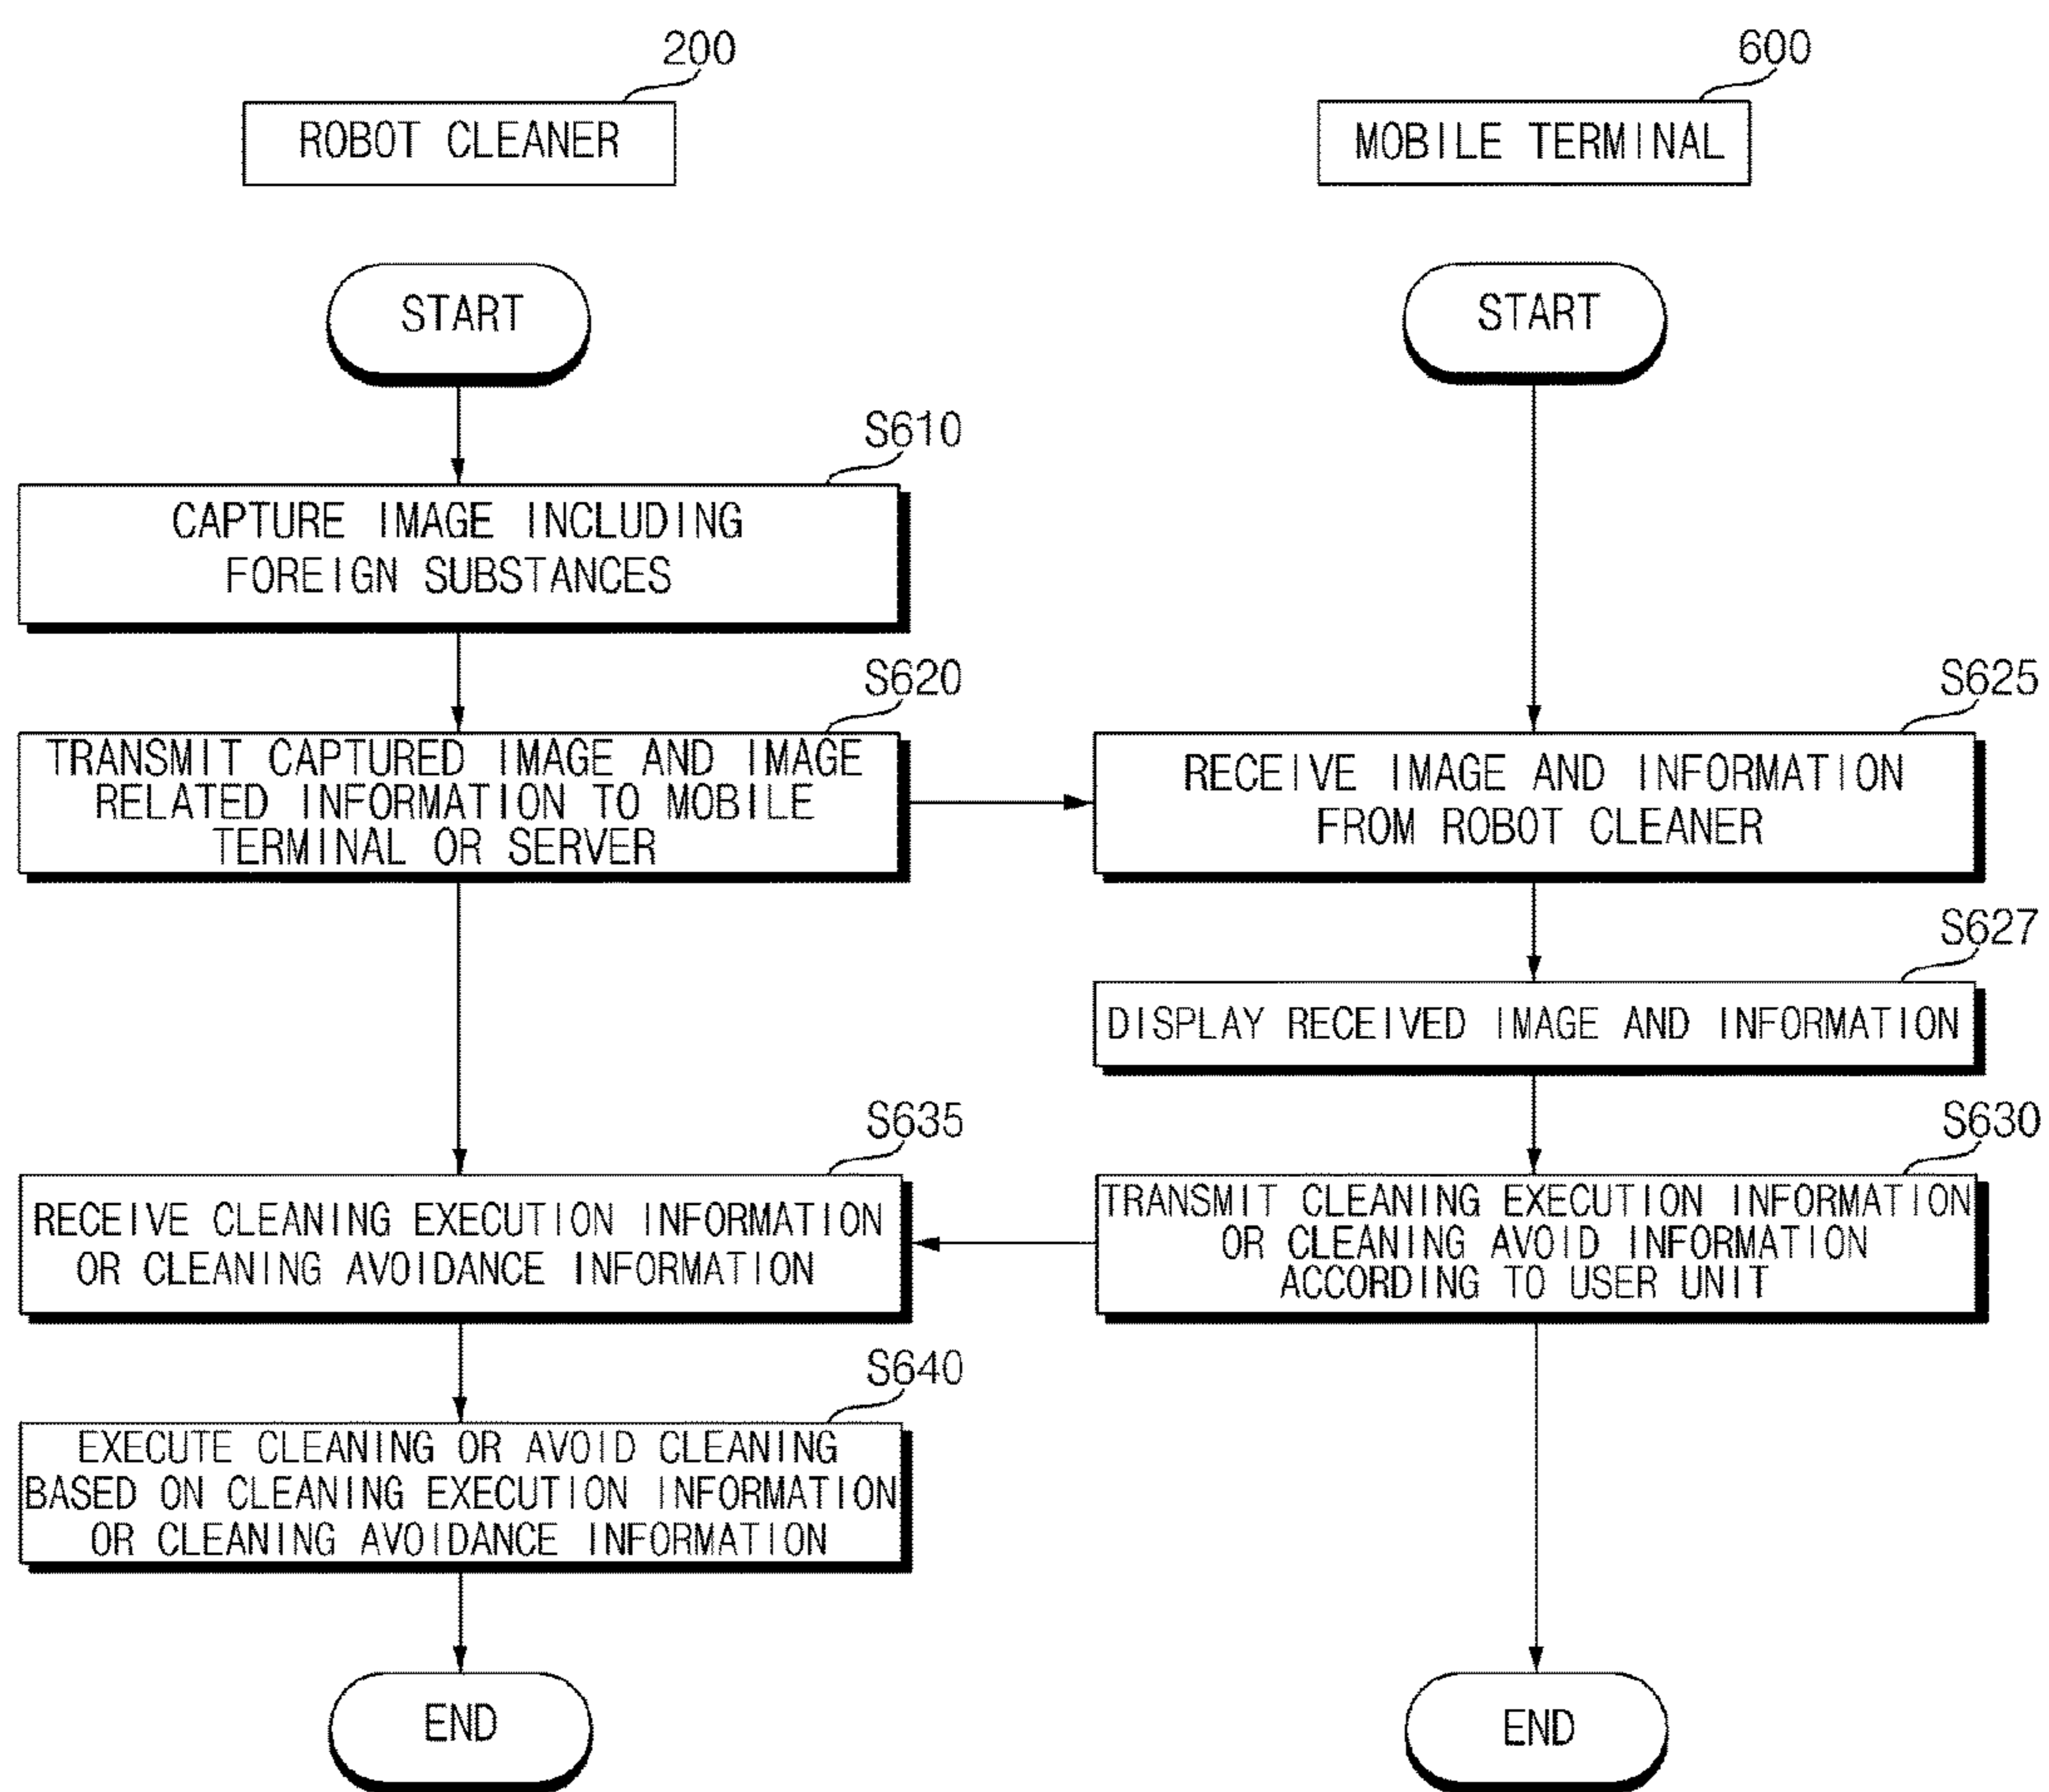 200
ROBOT CLEANER
600
MOBILE TERMINAL
START
START
S610
CAPTURE IMAGE INCLUDING
FOREIGN SUBSTANCES
S620
TRANSMIT CAPTURED IMAGE AND IMAGE
RELATED INFORMATION TO MOBILE
TERMINAL OR SERVER
S625
RECEIVE IMAGE AND INFORMATION
FROM ROBOT CLEANER
S627
DISPLAY RECEIVED IMAGE AND INFORMATION
S635
RECEIVE CLEANING EXECUTION INFORMATION
OR CLEANING AVOIDANCE INFORMATION
S630
TRANSMIT CLEANING EXECUTION INFORMATION
OR CLEANING AVOID INFORMATION
ACCORDING TO USER UNIT
S640
EXECUTE CLEANING OR AVOID CLEANING
BASED ON CLEANING EXECUTION INFORMATION
OR CLEANING AVOIDANCE INFORMATION
END
END